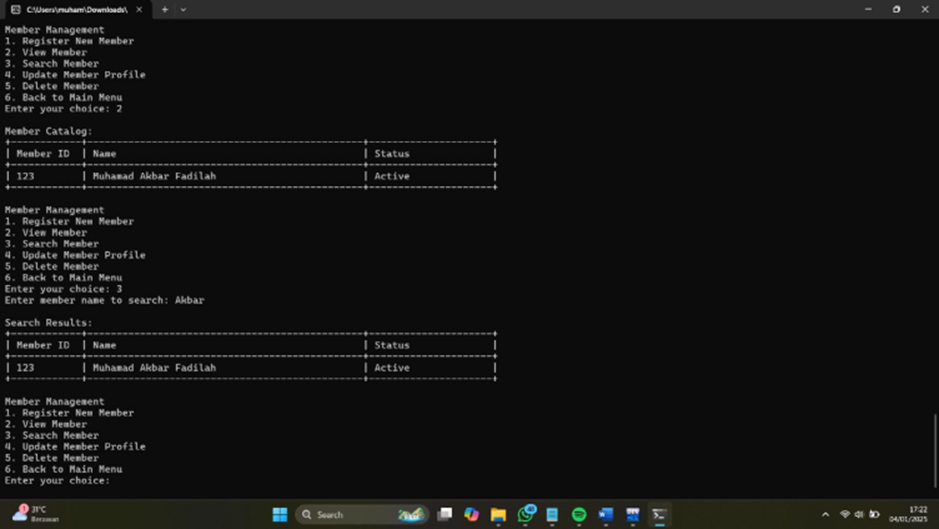 C:\Users\muham\Downloads\
Member Management
1. Register New Member
2. View Member
3. Search Member
4. Update Member Profile
5. Delete Member
6. Back to Main Menu
Enter your choice: 2
Member Catalog:
| Member ID | Name | Status |
| 123 | Muhamad Akbar Fadilah | Active |
Member Management
1. Register New Member
2. View Member
3. Search Member
4. Update Member Profile
5. Delete Member
6. Back to Main Menu
Enter your choice: 3
Enter member name to search: Akbar
Search Results:
| Member ID | Name | Status |
| 123 | Muhamad Akbar Fadilah | Active |
Member Management
1. Register New Member
2. View Member
3. Search Member
4. Update Member Profile
5. Delete Member
6. Back to Main Menu
Enter your choice:
1
31°C
Berawan
Search
17:22
04/01/2025